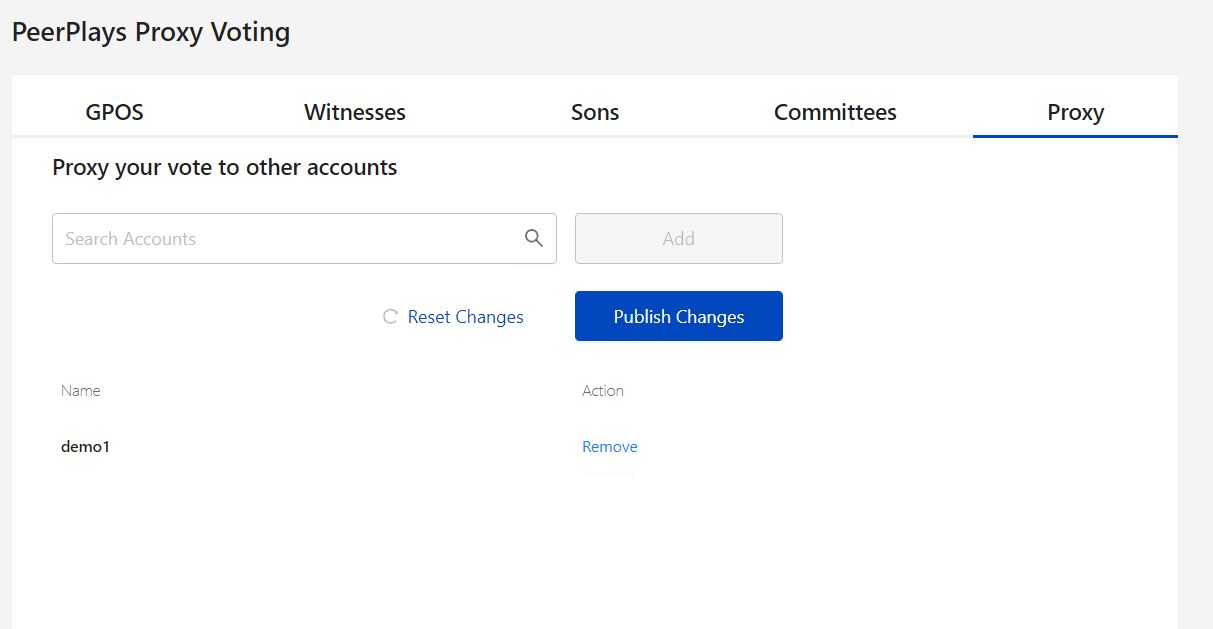 PeerPlays Proxy Voting
GPOS Witnesses Sons Committees Proxy
Proxy your vote to other accounts
Search Accounts Add
Reset Changes Publish Changes
Name Action
demo1 Remove